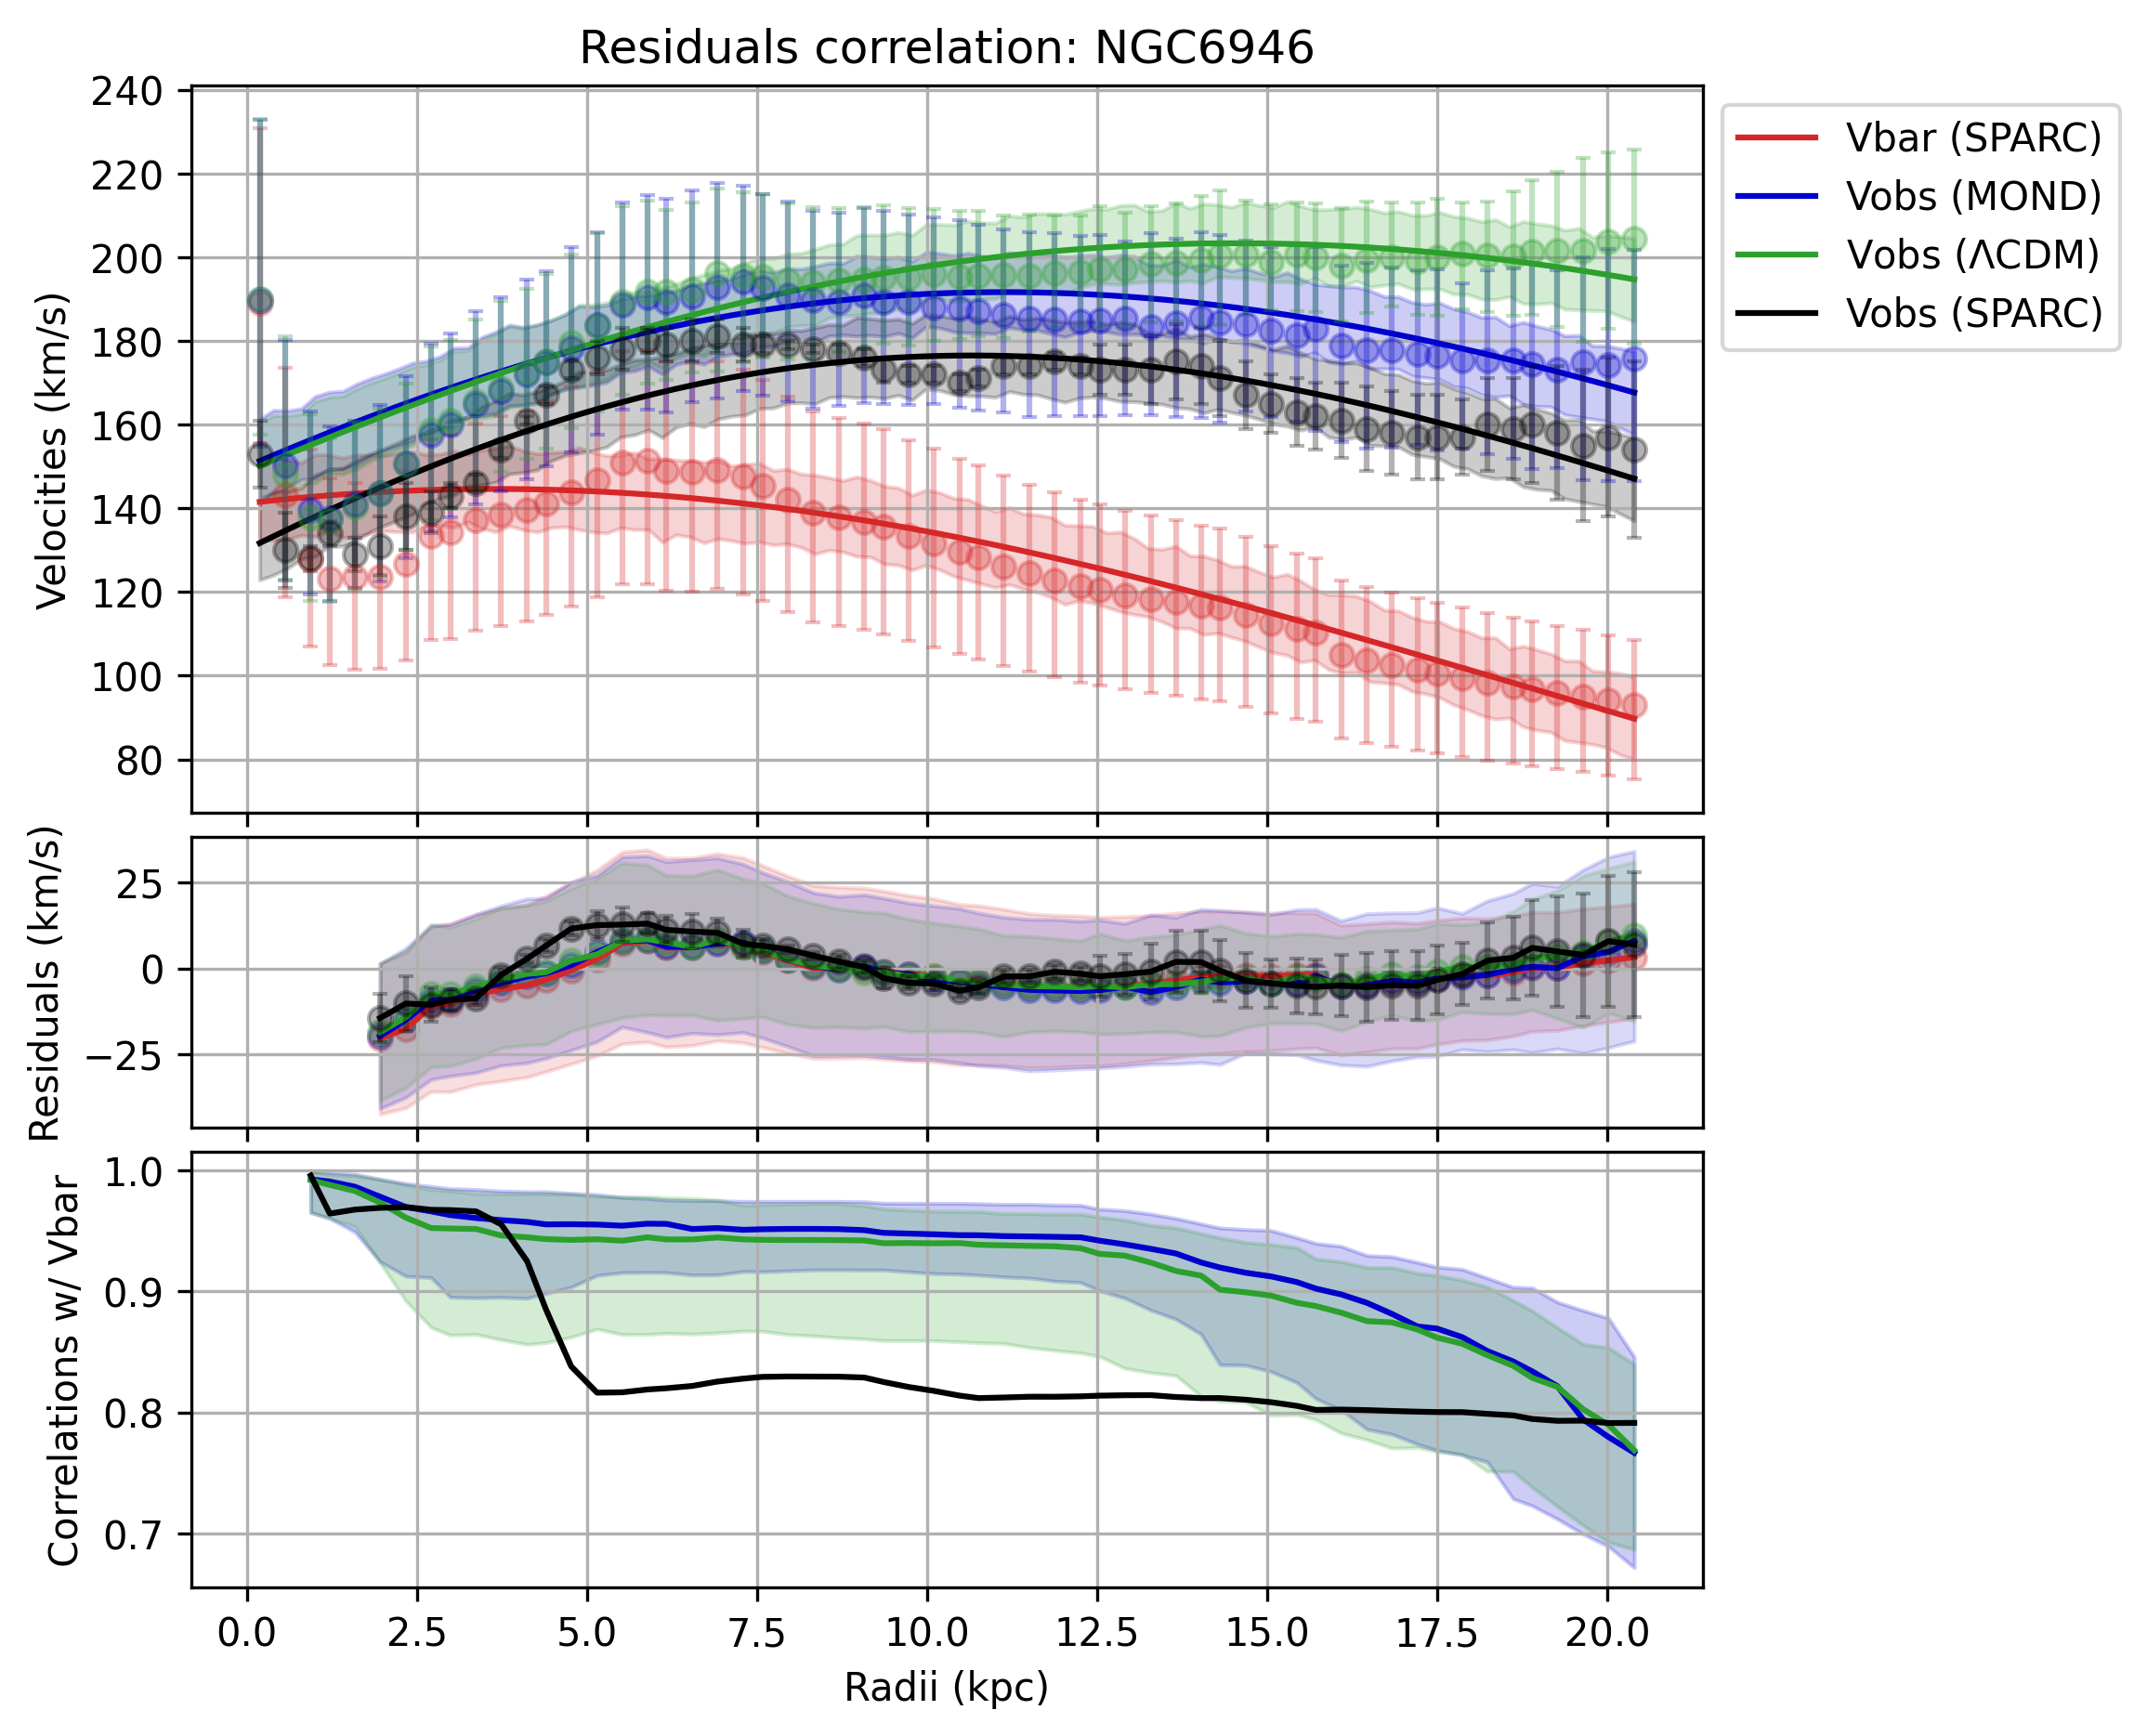 Residuals correlation: NGC6946
Velocities (km/s)
240
220
200
180
160
140
120
100
80
Vbar (SPARC)
Vobs (MOND)
Vobs (ΛCDM)
Vobs (SPARC)
Residuals (km/s)
25
0
−25
Correlations w/ Vbar
1.0
0.9
0.8
0.7
0.0 2.5 5.0 7.5 10.0 12.5 15.0 17.5 20.0
Radii (kpc)